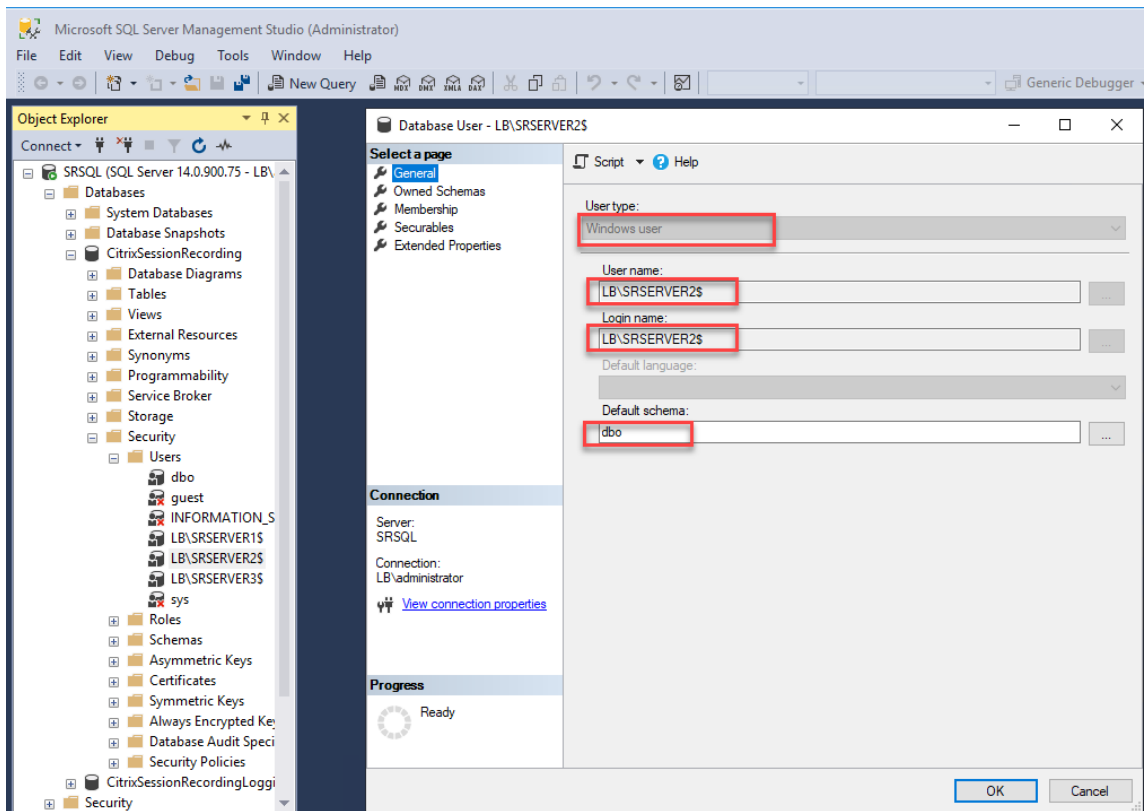 Microsoft SQL Server Management Studio (Administrator)
File Edit View Debug Tools Window Help
New Query MDX DMX XMLA DAX Generic Debugger
Object Explorer
Connect
SRSQL (SQL Server 14.0.900.75 - LB\
Databases
System Databases
Database Snapshots
CitrixSessionRecording
Database Diagrams
Tables
Views
External Resources
Synonyms
Programmability
Service Broker
Storage
Security
Users
dbo
guest
INFORMATION_S
LB\SRSERVER1$
LB\SRSERVER2$
LB\SRSERVER3$
sys
Roles
Schemas
Asymmetric Keys
Certificates
Symmetric Keys
Always Encrypted Key
Database Audit Speci
Security Policies
CitrixSessionRecordingLoggi
Security
Database User - LB\SRSERVER2$
Select a page
General
Owned Schemas
Membership
Securables
Extended Properties
Connection
Server:
SRSQL
Connection:
LB\administrator
View connection properties
Progress
Ready
Script Help
User type:
Windows user
User name:
LB\SRSERVER2$
...
Login name:
LB\SRSERVER2$
...
Default language:
Default schema:
dbo
...
OK Cancel